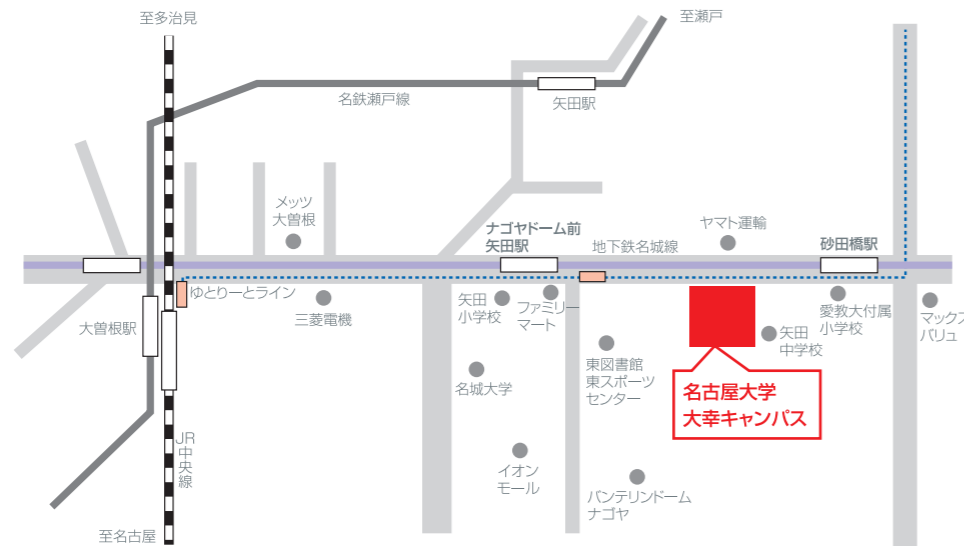 至多治見
至瀬戸
名鉄瀬戸線
矢田駅
メッツ
大曽根
ナゴヤドーム前
矢田駅
地下鉄名城線
ヤマト運輸
砂田橋駅
ゆとりーとライン
大曽根駅
三菱電機
矢田
小学校
ファミリー
マート
愛教大付属
小学校
マックス
バリュ
矢田
中学校
東図書館
東スポーツ
センター
名城大学
名古屋大学
大幸キャンパス
JR中央線
イオン
モール
バンテリンドーム
ナゴヤ
至名古屋